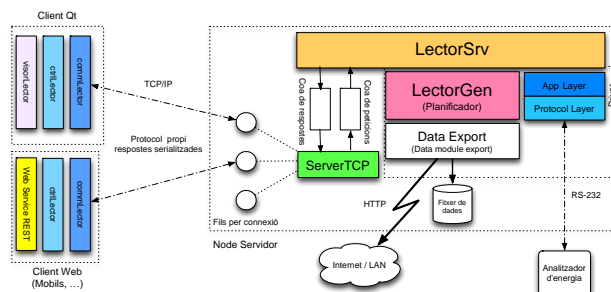 Client Qt
visorLector
ctrlLector
commLector
TCP/IP
Protocol propi
respostes serialitzades
Web Service REST
ctrlLector
commLector
Client Web
(Mobils, ...)
LectorSrv
Coa de respostes
Coa de peticions
LectorGen
(Planificador)
App Layer
Protocol Layer
Data Export
(Data module export)
ServerTCP
Fils per connexió
Node Servidor
HTTP
Fitxer de
dades
RS-232
Internet / LAN
Analitzador
d'energia